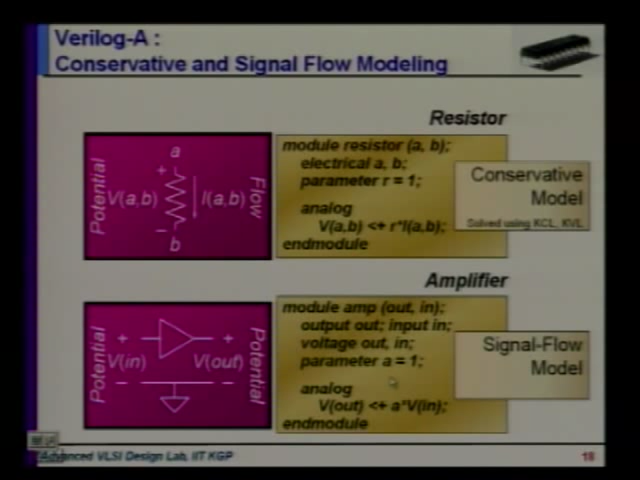 Verilog-A :
Conservative and Signal Flow Modeling
Resistor
Potential
a
+
V(a,b)
I(a,b)
Flow
-
b
module resistor (a, b);
electrical a, b;
parameter r = 1;
analog
V(a,b) <+ r*I(a,b);
endmodule
Conservative
Model
Solved using KCL, KVL
Amplifier
Potential
+
+
V(in)
V(out)
-
-
Potential
module amp (out, in);
output out; input in;
voltage out, in;
parameter a = 1;
analog
V(out) <+ a*V(in);
endmodule
Signal-Flow
Model
Advanced VLSI Design Lab, IIT KGP
18